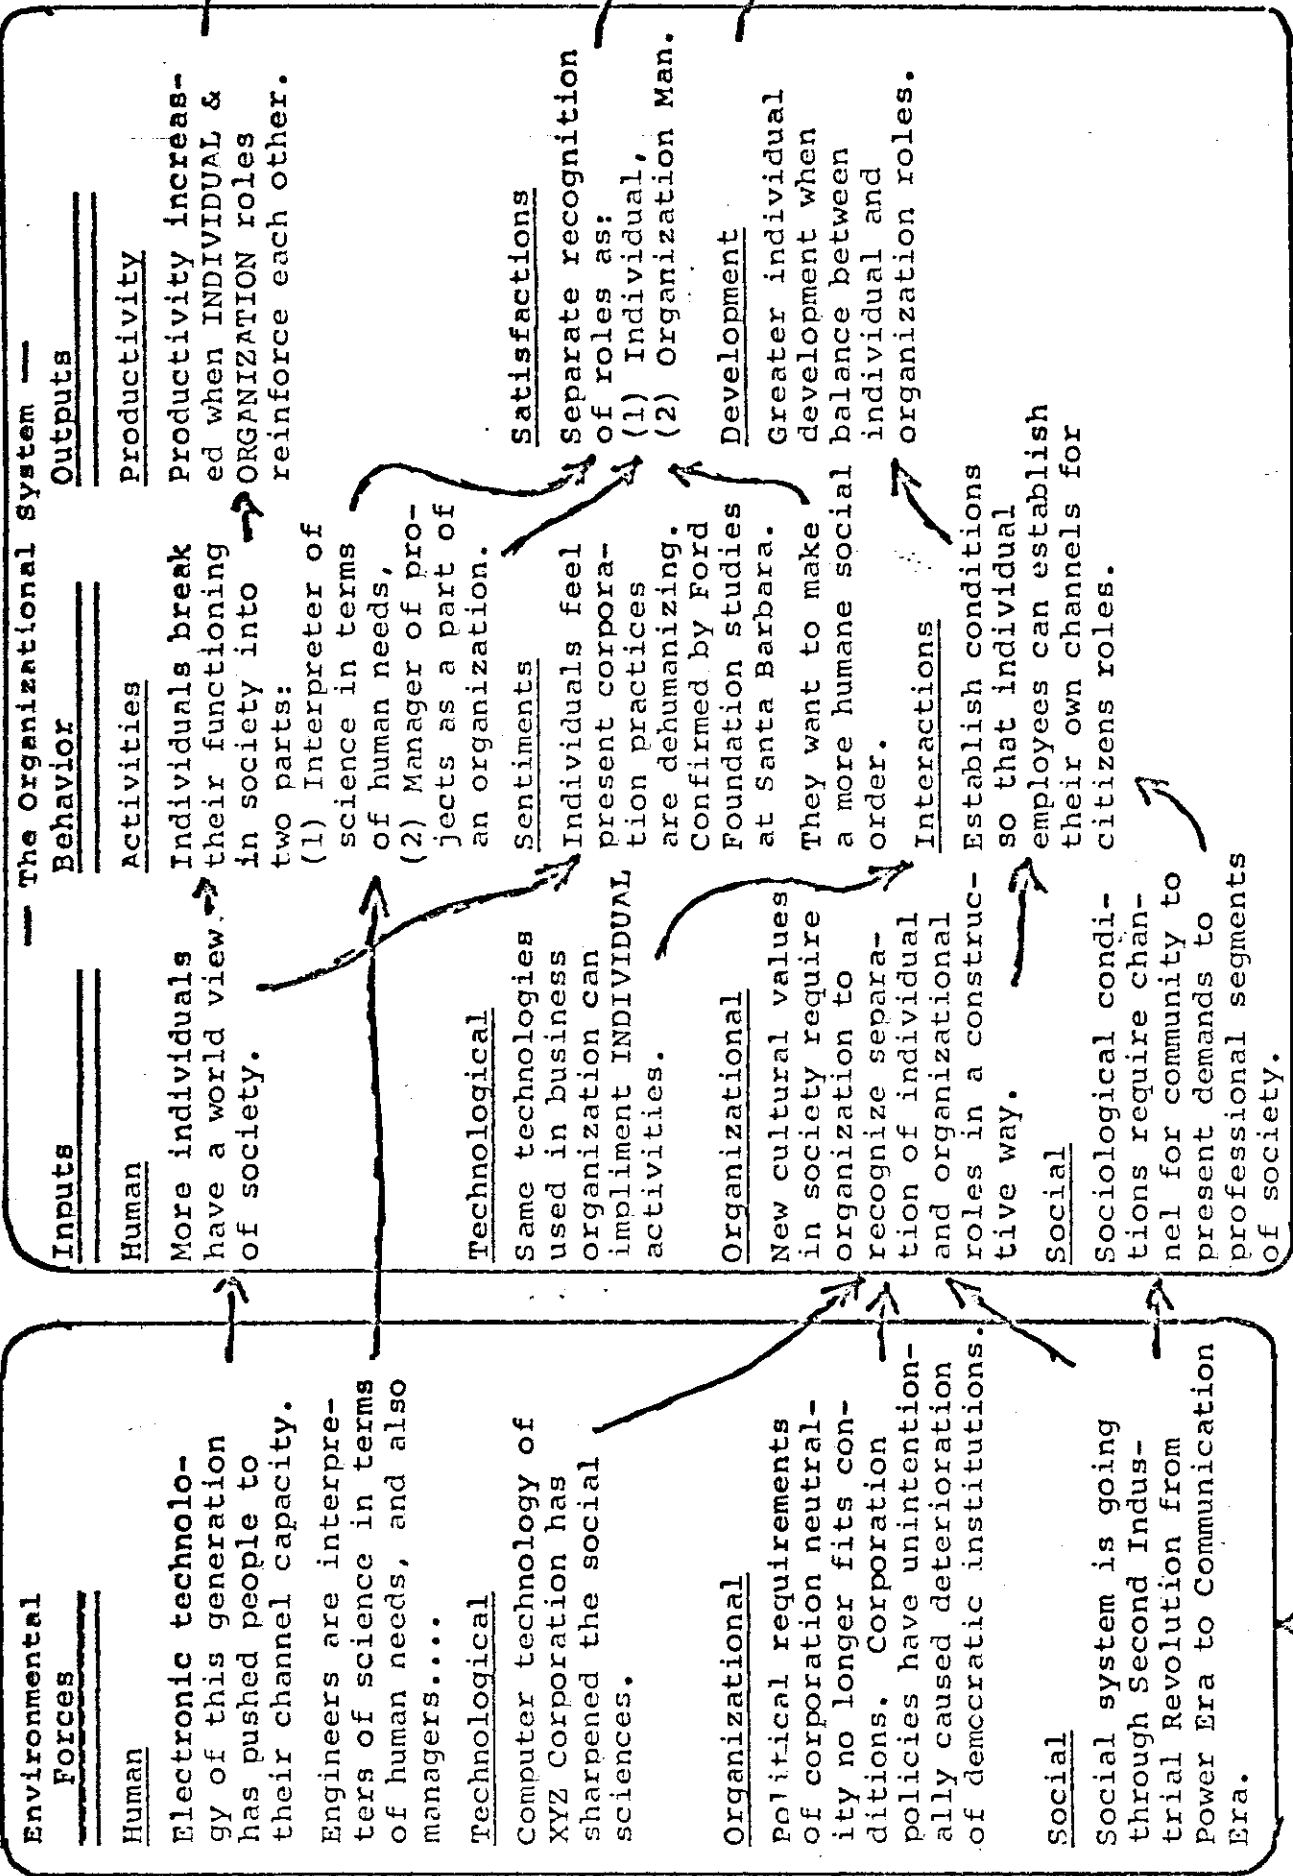 Environmental
Forces
Human
Electronic technolo-
gy of this generation
has pushed people to
their channel capacity.
Engineers are interpre-
ters of science in terms
of human needs, and also
managers....
Technological
Computer technology of
XYZ Corporation has
sharpened the social
sciences.
Organizational
Political requirements
of corporation neutral-
ity no longer fits con-
ditions. Corporation
policies have unintention-
ally caused deterioration
of democratic institutions.
Social
Social system is going
through Second Indus-
trial Revolution from
Power Era to Communication
Era.
— The Organizational System —
Inputs
Human
More individuals
have a world view
of society.
Technological
Same technologies
used in business
organization can
impliment INDIVIDUAL
activities.
Organizational
New cultural values
in society require
organization to
recognize separa-
tion of individual
and organizational
roles in a construc-
tive way.
Social
Sociological condi-
tions require chan-
nel for community to
present demands to
professional segments
of society.
Behavior
Activities
Individuals break
their functioning
in society into
two parts:
(1) Interpreter of
science in terms
of human needs,
(2) Manager of pro-
jects as a part of
an organization.
Sentiments
Individuals feel
present corpora-
tion practices
are dehumanizing.
Confirmed by Ford
Foundation studies
at Santa Barbara.
They want to make
a more humane social
order.
Interactions
Establish conditions
so that individual
employees can establish
their own channels for
citizens roles.
Outputs
Productivity
Productivity increas-
ed when INDIVIDUAL &
ORGANIZATION roles
reinforce each other.
Satisfactions
Separate recognition
of roles as:
(1) Individual,
(2) Organization Man.
Development
Greater individual
development when
balance between
individual and
organization roles.